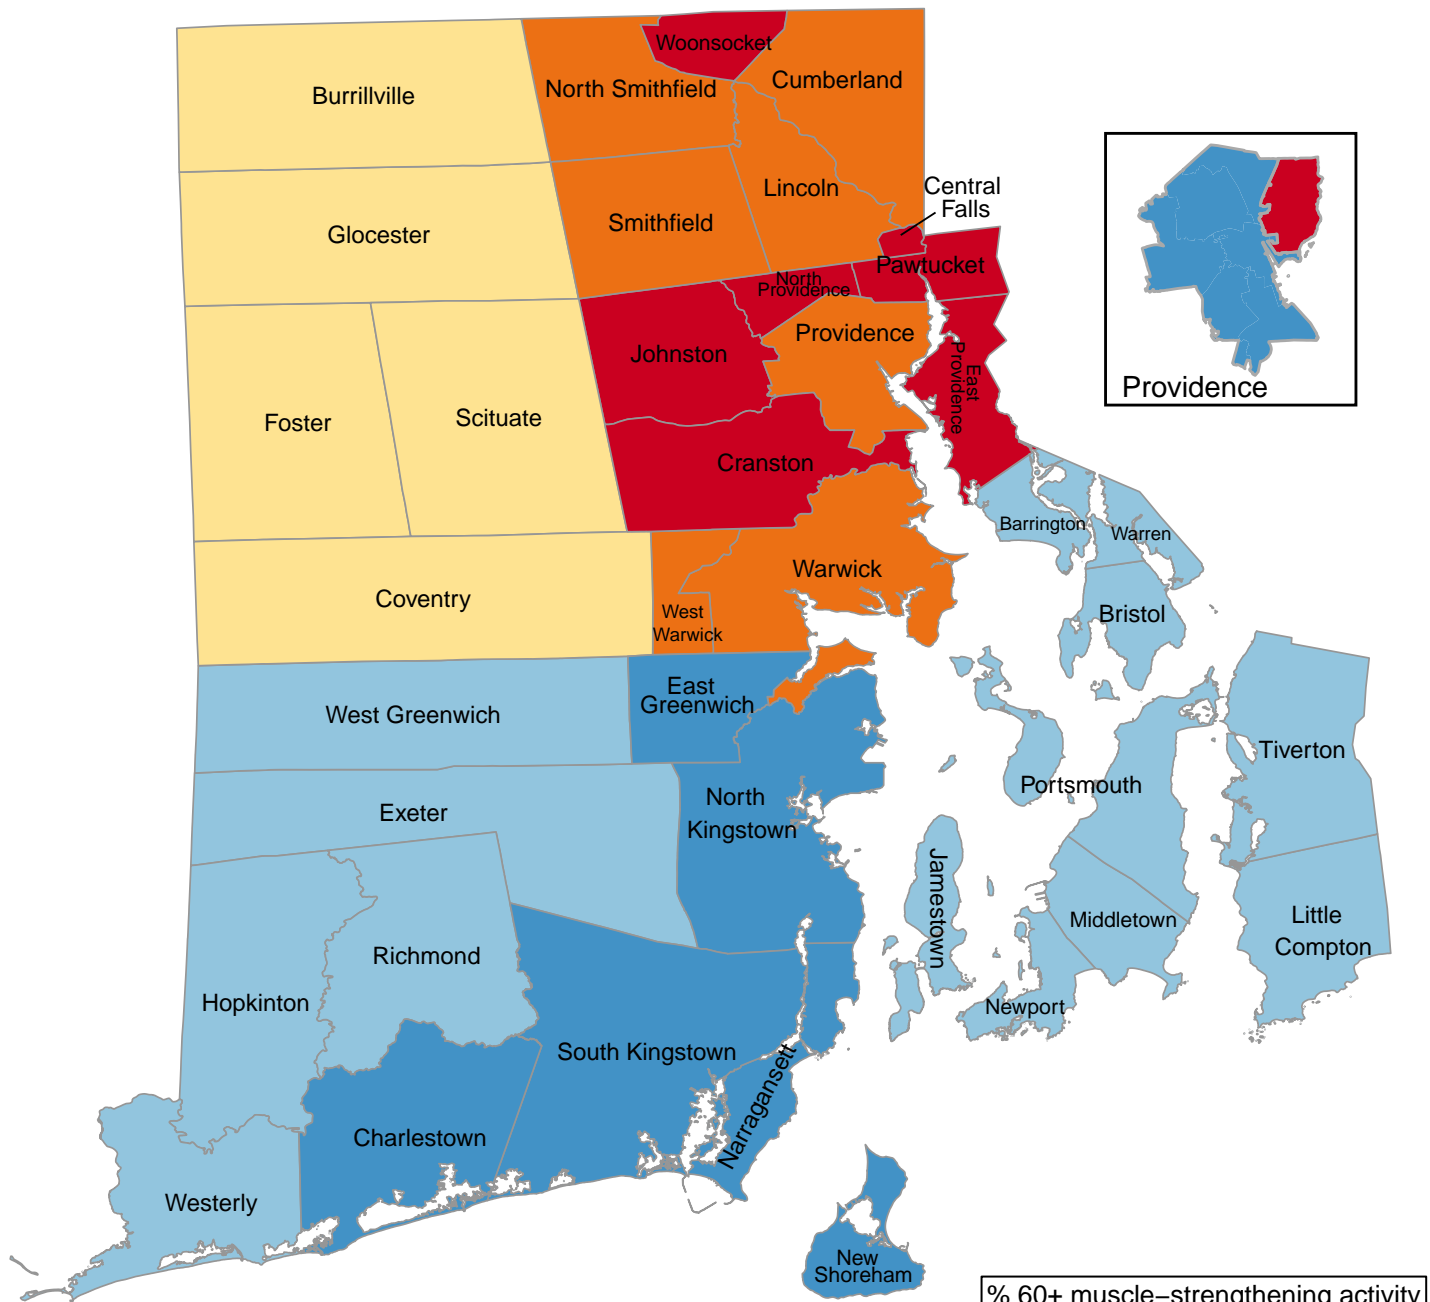 Woonsocket
Burrillville
North Smithfield
Cumberland
Lincoln
Central
Falls
Glocester
Smithfield
North
Providence
Pawtucket
Providence
Johnston
East
Providence
Foster
Scituate
Cranston
Providence
Barrington
Warren
Warwick
Coventry
West
Warwick
Bristol
East
Greenwich
West Greenwich
Tiverton
Portsmouth
Exeter
North
Kingstown
Jamestown
Middletown
Little
Compton
Richmond
Hopkinton
Newport
South Kingstown
Narragansett
Charlestown
Westerly
New
Shoreham
% 60+ muscle−strengthening activity